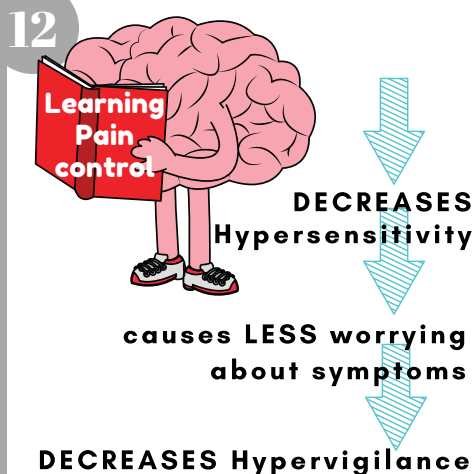 12
Learning
Pain
control
DECREASES
Hypersensitivity
causes LESS worrying
about symptoms
DECREASES Hypervigilance